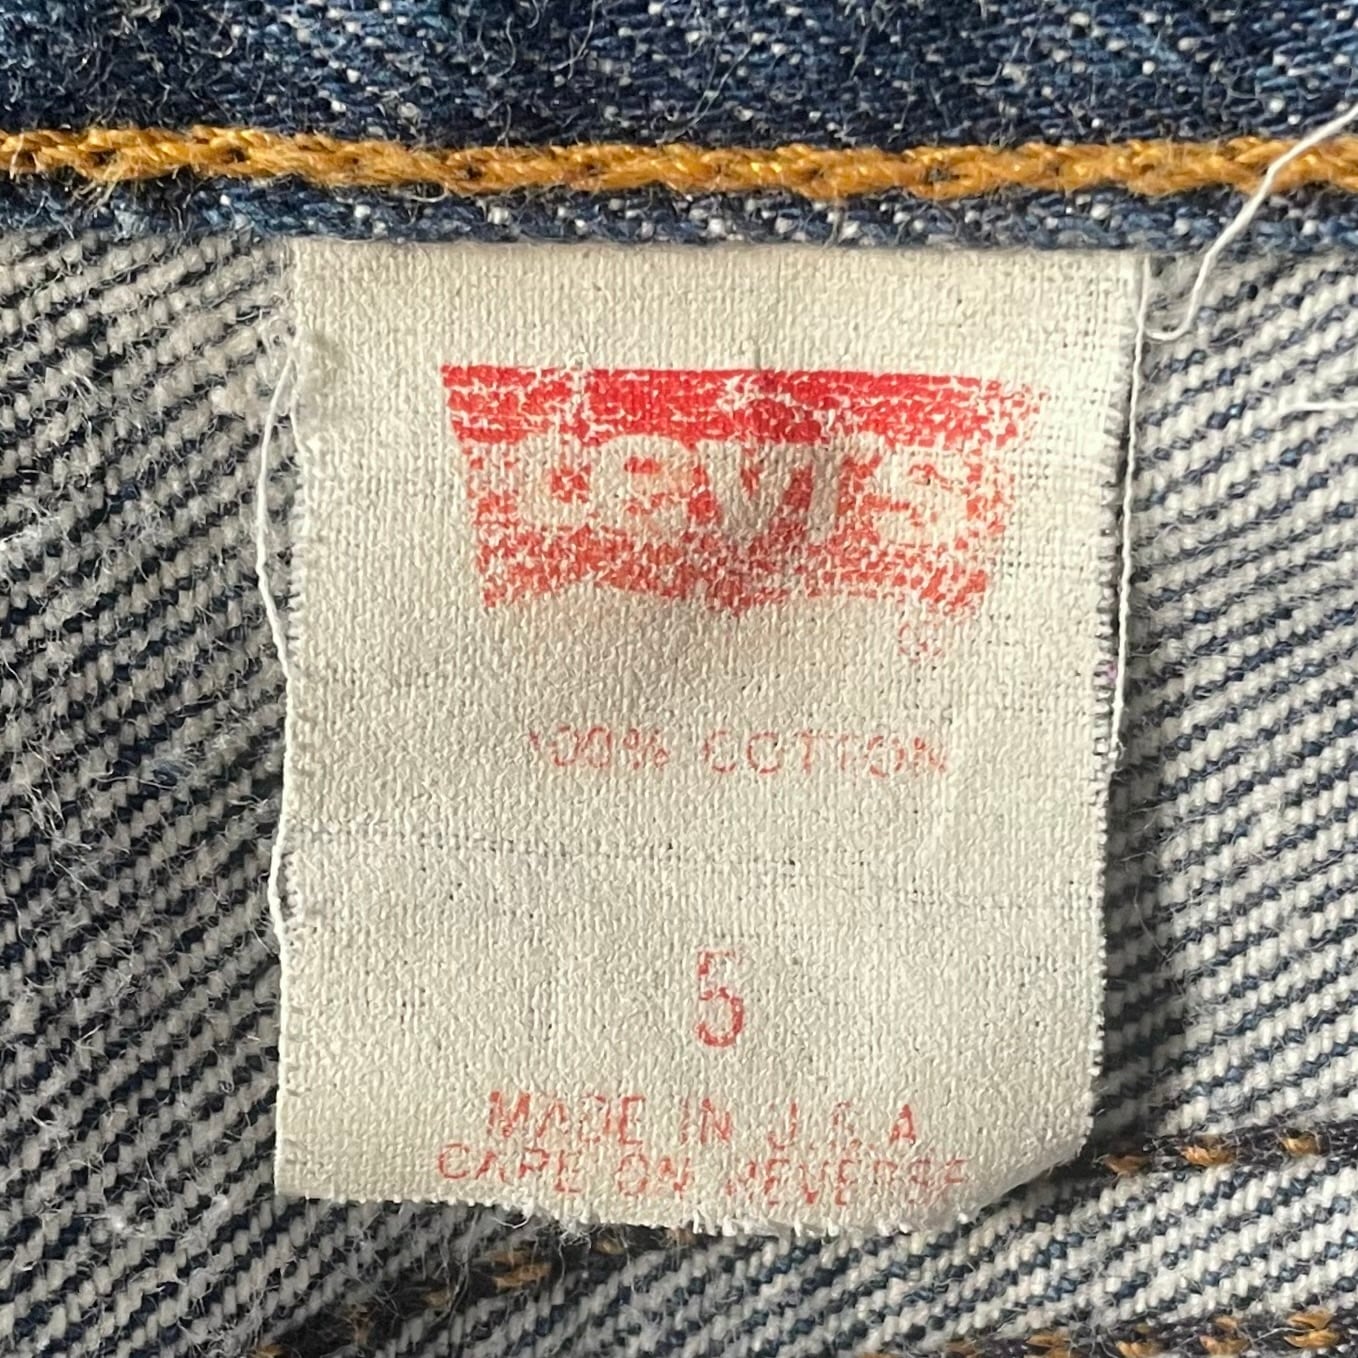 Levi's
®
100% COTTON
5
MADE IN U.S.A
CARE ON REVERSE